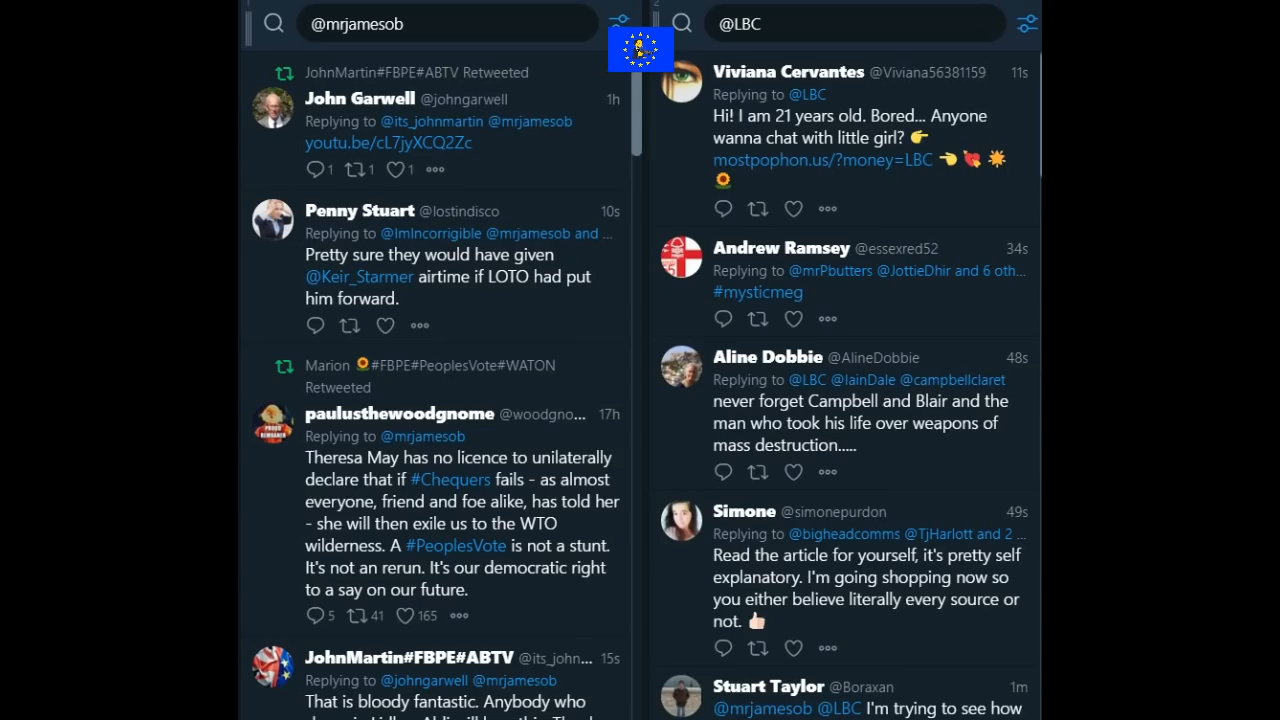 @mrjamesob
JohnMartin#FBPE#ABTV Retweeted
John Garwell @johngarwell 1h
Replying to @its_johnmartin @mrjamesob
youtu.be/cL7jyXCQ2Zc
1 1 1
Penny Stuart @lostindisco 10s
Replying to @ImIncorrigible @mrjamesob and ...
Pretty sure they would have given
@Keir_Starmer airtime if LOTO had put
him forward.
Marion 🌻#FBPE#PeoplesVote#WATON
Retweeted
paulusthewoodgnome @woodgno... 17h
Replying to @mrjamesob
Theresa May has no licence to unilaterally
declare that if #Chequers fails - as almost
everyone, friend and foe alike, has told her
- she will then exile us to the WTO
wilderness. A #PeoplesVote is not a stunt.
It's not an rerun. It's our democratic right
to a say on our future.
5 41 165
JohnMartin#FBPE#ABTV @its_john... 15s
Replying to @johngarwell @mrjamesob
That is bloody fantastic. Anybody who
@LBC
Viviana Cervantes @Viviana56381159 11s
Replying to @LBC
Hi! I am 21 years old. Bored... Anyone
wanna chat with little girl? 👉
mostpophon.us/?money=LBC 👈 💘 🌟
🌻
Andrew Ramsey @essexred52 34s
Replying to @mrPbutters @JottieDhir and 6 oth...
#mysticmeg
Aline Dobbie @AlineDobbie 48s
Replying to @LBC @IainDale @campbellclaret
never forget Campbell and Blair and the
man who took his life over weapons of
mass destruction.....
Simone @simonepurdon 49s
Replying to @bigheadcomms @TjHarlott and 2 ...
Read the article for yourself, it's pretty self
explanatory. I'm going shopping now so
you either believe literally every source or
not. 👍🏻
Stuart Taylor @Boraxan 1m
@mrjamesob @LBC I'm trying to see how